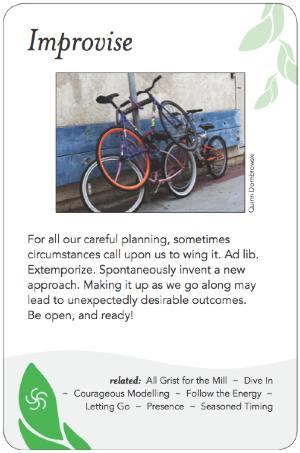 Improvise
Quinn Dombrowski
For all our careful planning, sometimes
circumstances call upon us to wing it. Ad lib.
Extemporize. Spontaneously invent a new
approach. Making it up as we go along may
lead to unexpectedly desirable outcomes.
Be open, and ready!
related: All Grist for the Mill ~ Dive In
~ Courageous Modelling ~ Follow the Energy ~
Letting Go ~ Presence ~ Seasoned Timing